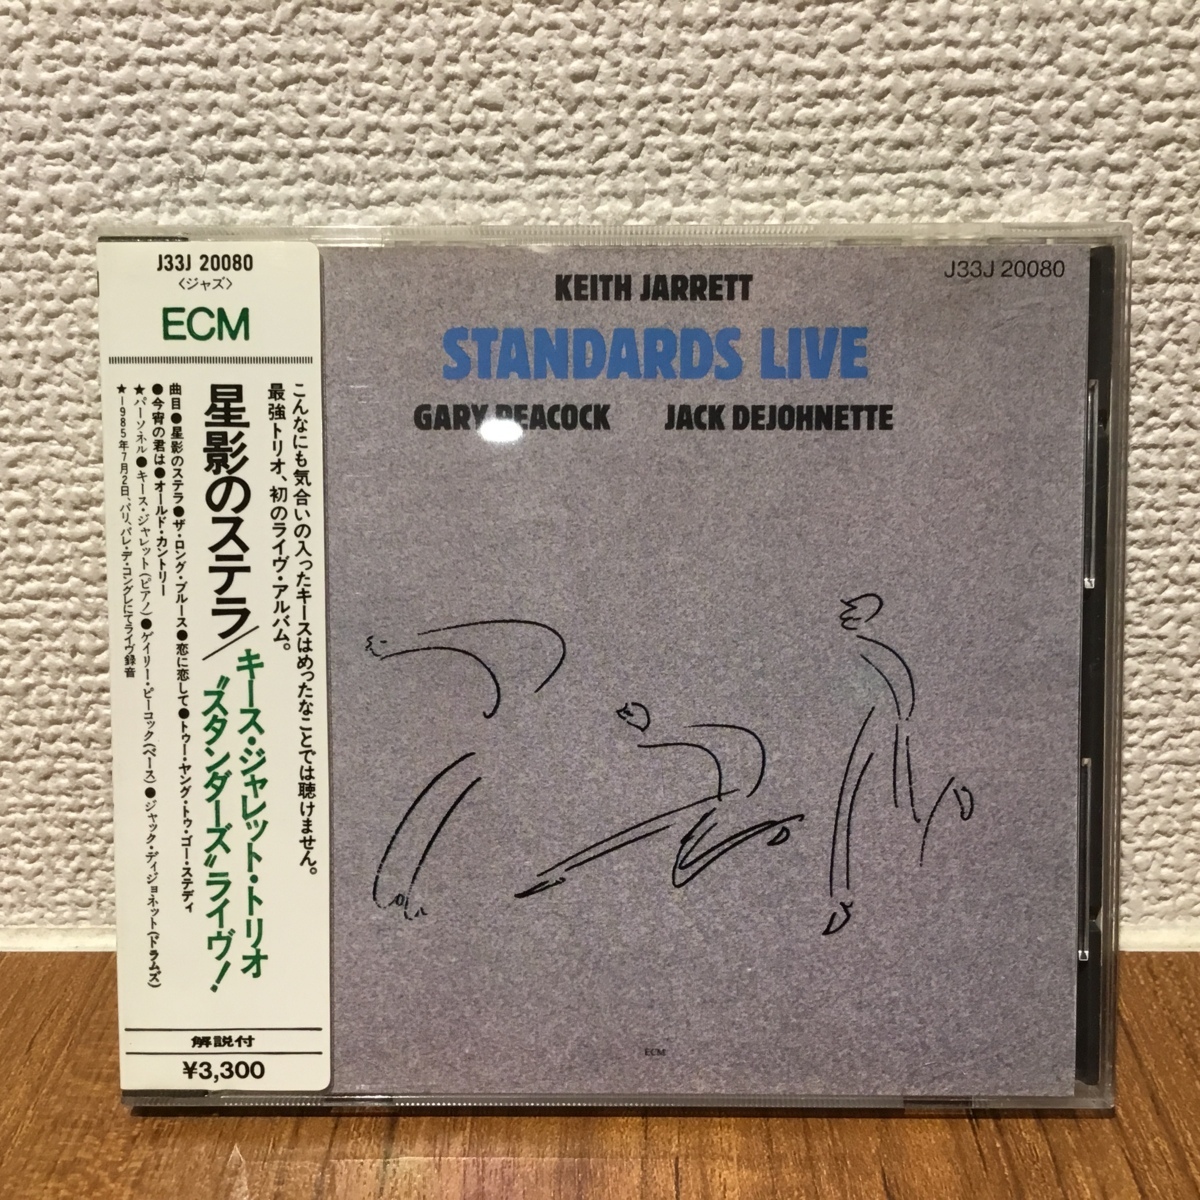 J33J 20080
〈ジャズ〉
ECM
こんなにも気合いの入ったキースはめったなことでは聴けません。
最強トリオ、初のライヴ・アルバム。
星影のステラ／キース・ジャレット・トリオ
〝スタンダーズ〟ライヴ！
曲目●星影のステラ●ザ・ロング・ブルース●恋に恋して●トゥー・ヤング・トゥ・ゴー・ステディ
●今宵の君は●オールド・カントリー
★パーソネル●キース・ジャレット(ピアノ)●ゲイリー・ピーコック(ベース)●ジャック・ディジョネット(ドラムズ)
★1985年7月2日、パリ、パレ・デ・コングレにてライヴ録音
解説付
¥3,300
J33J 20080
KEITH JARRETT
STANDARDS LIVE
GARY PEACOCK JACK DEJOHNETTE
ECM